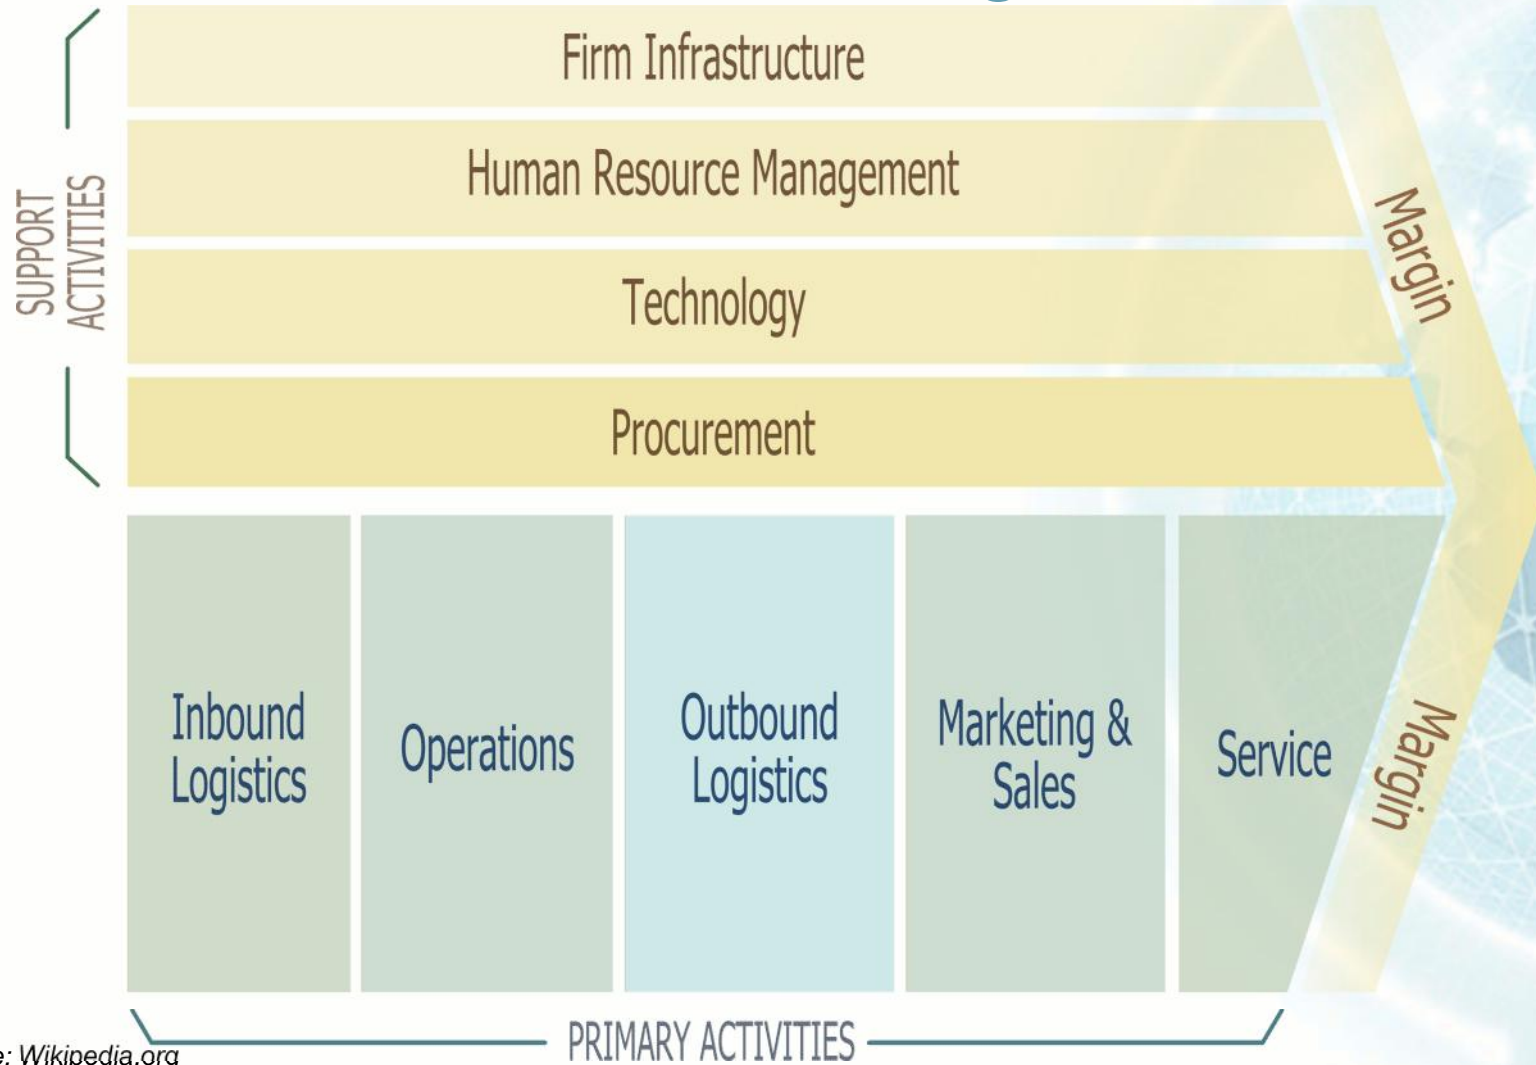 Firm Infrastructure
Human Resource Management
Technology
Procurement
SUPPORT
ACTIVITIES
Margin
Inbound
Logistics
Operations
Outbound
Logistics
Marketing &
Sales
Service
Margin
PRIMARY ACTIVITIES
Wikipedia.org